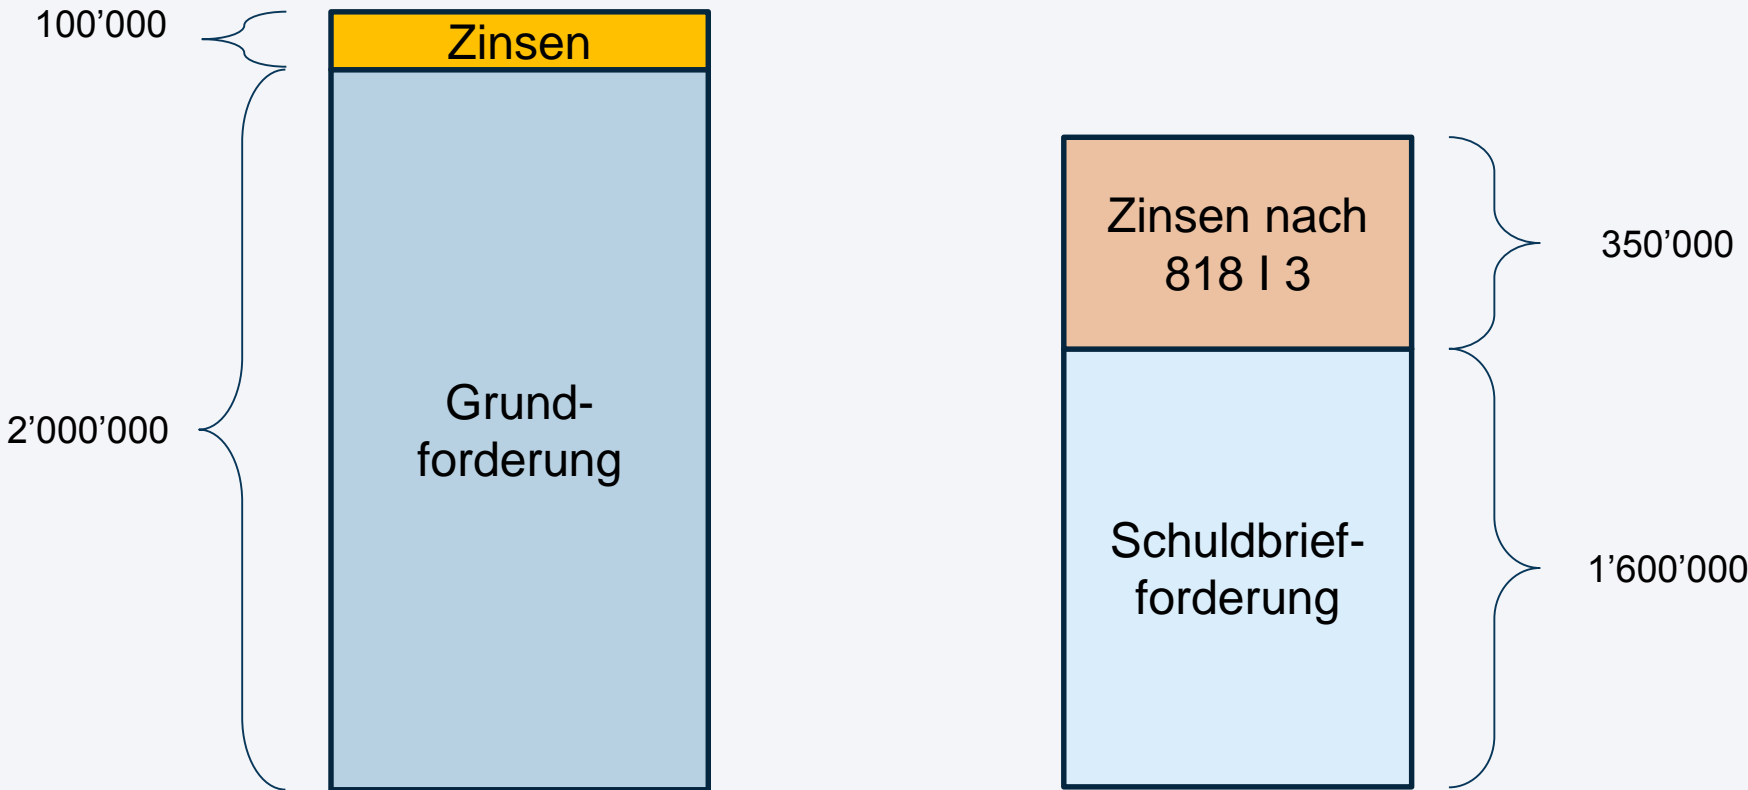 100’000
Zinsen
2’000’000
Grund-
forderung
Zinsen nach
818 I 3
350’000
Schuldbrief-
forderung
1’600’000